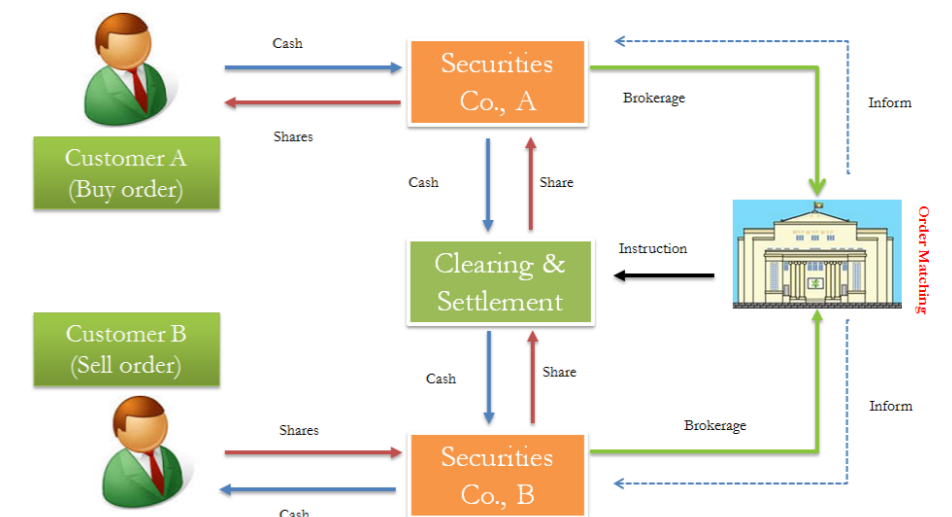 Cash
Securities
Co., A
Brokerage
Inform
Shares
Customer A
(Buy order)
Cash
Share
Order Matching
Instruction
Clearing &
Settlement
Customer B
(Sell order)
Cash
Share
Inform
Brokerage
Shares
Securities
Co., B
Cash